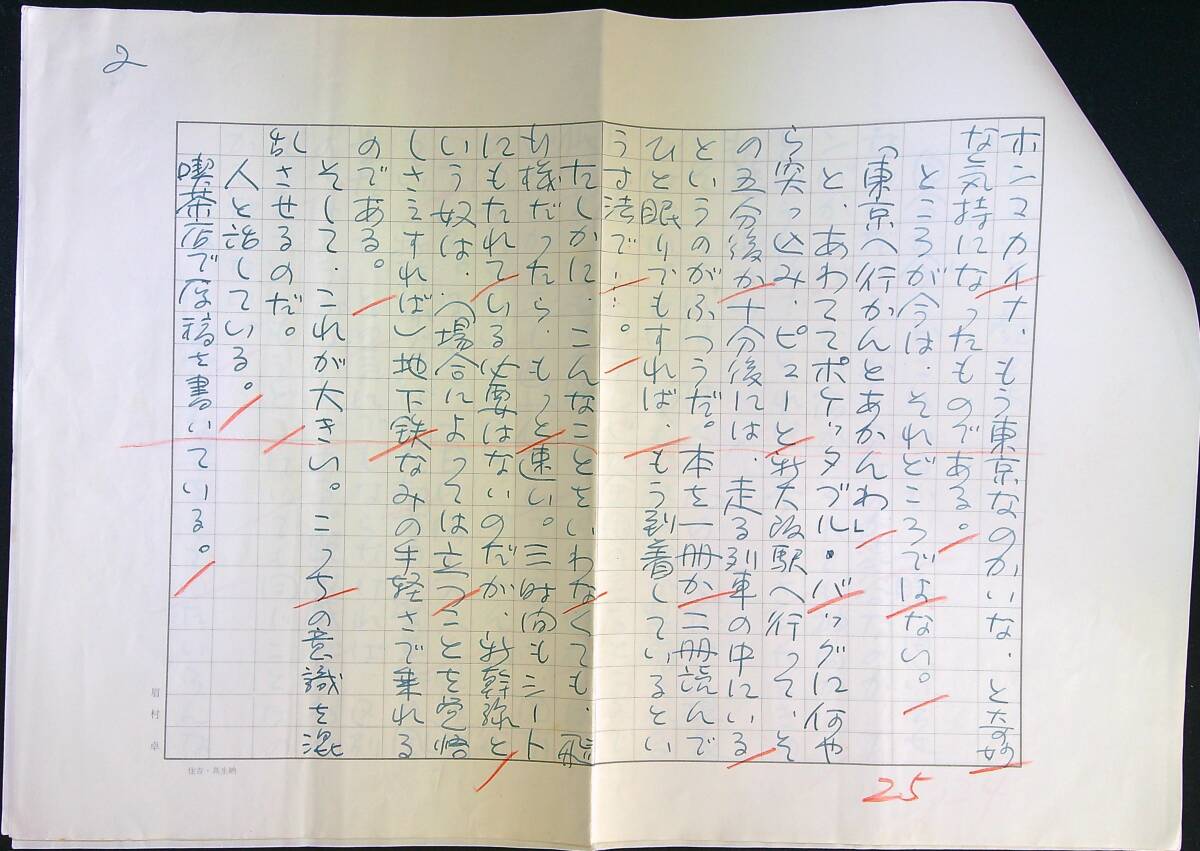 2
ホンマカイナ、もう東京なのかいな、と奇妙
な気持になったものである。
ところが今は、それどころではない。
「東京へ行かんとあかんわ」
と、あわててポケッタブル・バッグに何や
ら突っ込み、ピューと新大阪駅へ行って、そ
の五分後か十分後には、走る列車の中にいる
というのがふつうだ。本を一冊か二冊読んで
ひと眠りでもすれば、もう到着しているとい
う寸法で……。
たしかに、こんなことをいわなくても、飛
行機だったら、もっと速い。三時間もシート
にもたれている必要はないのだが、新幹線と
いう奴は、(場合によっては立つことを覚悟
しさえすれば)地下鉄なみの手軽さで乗れる
のである。
そして、これが大きい。こっちの意識を混
乱させるのだ。
人と話している。
喫茶店で原稿を書いている。
25
眉村卓